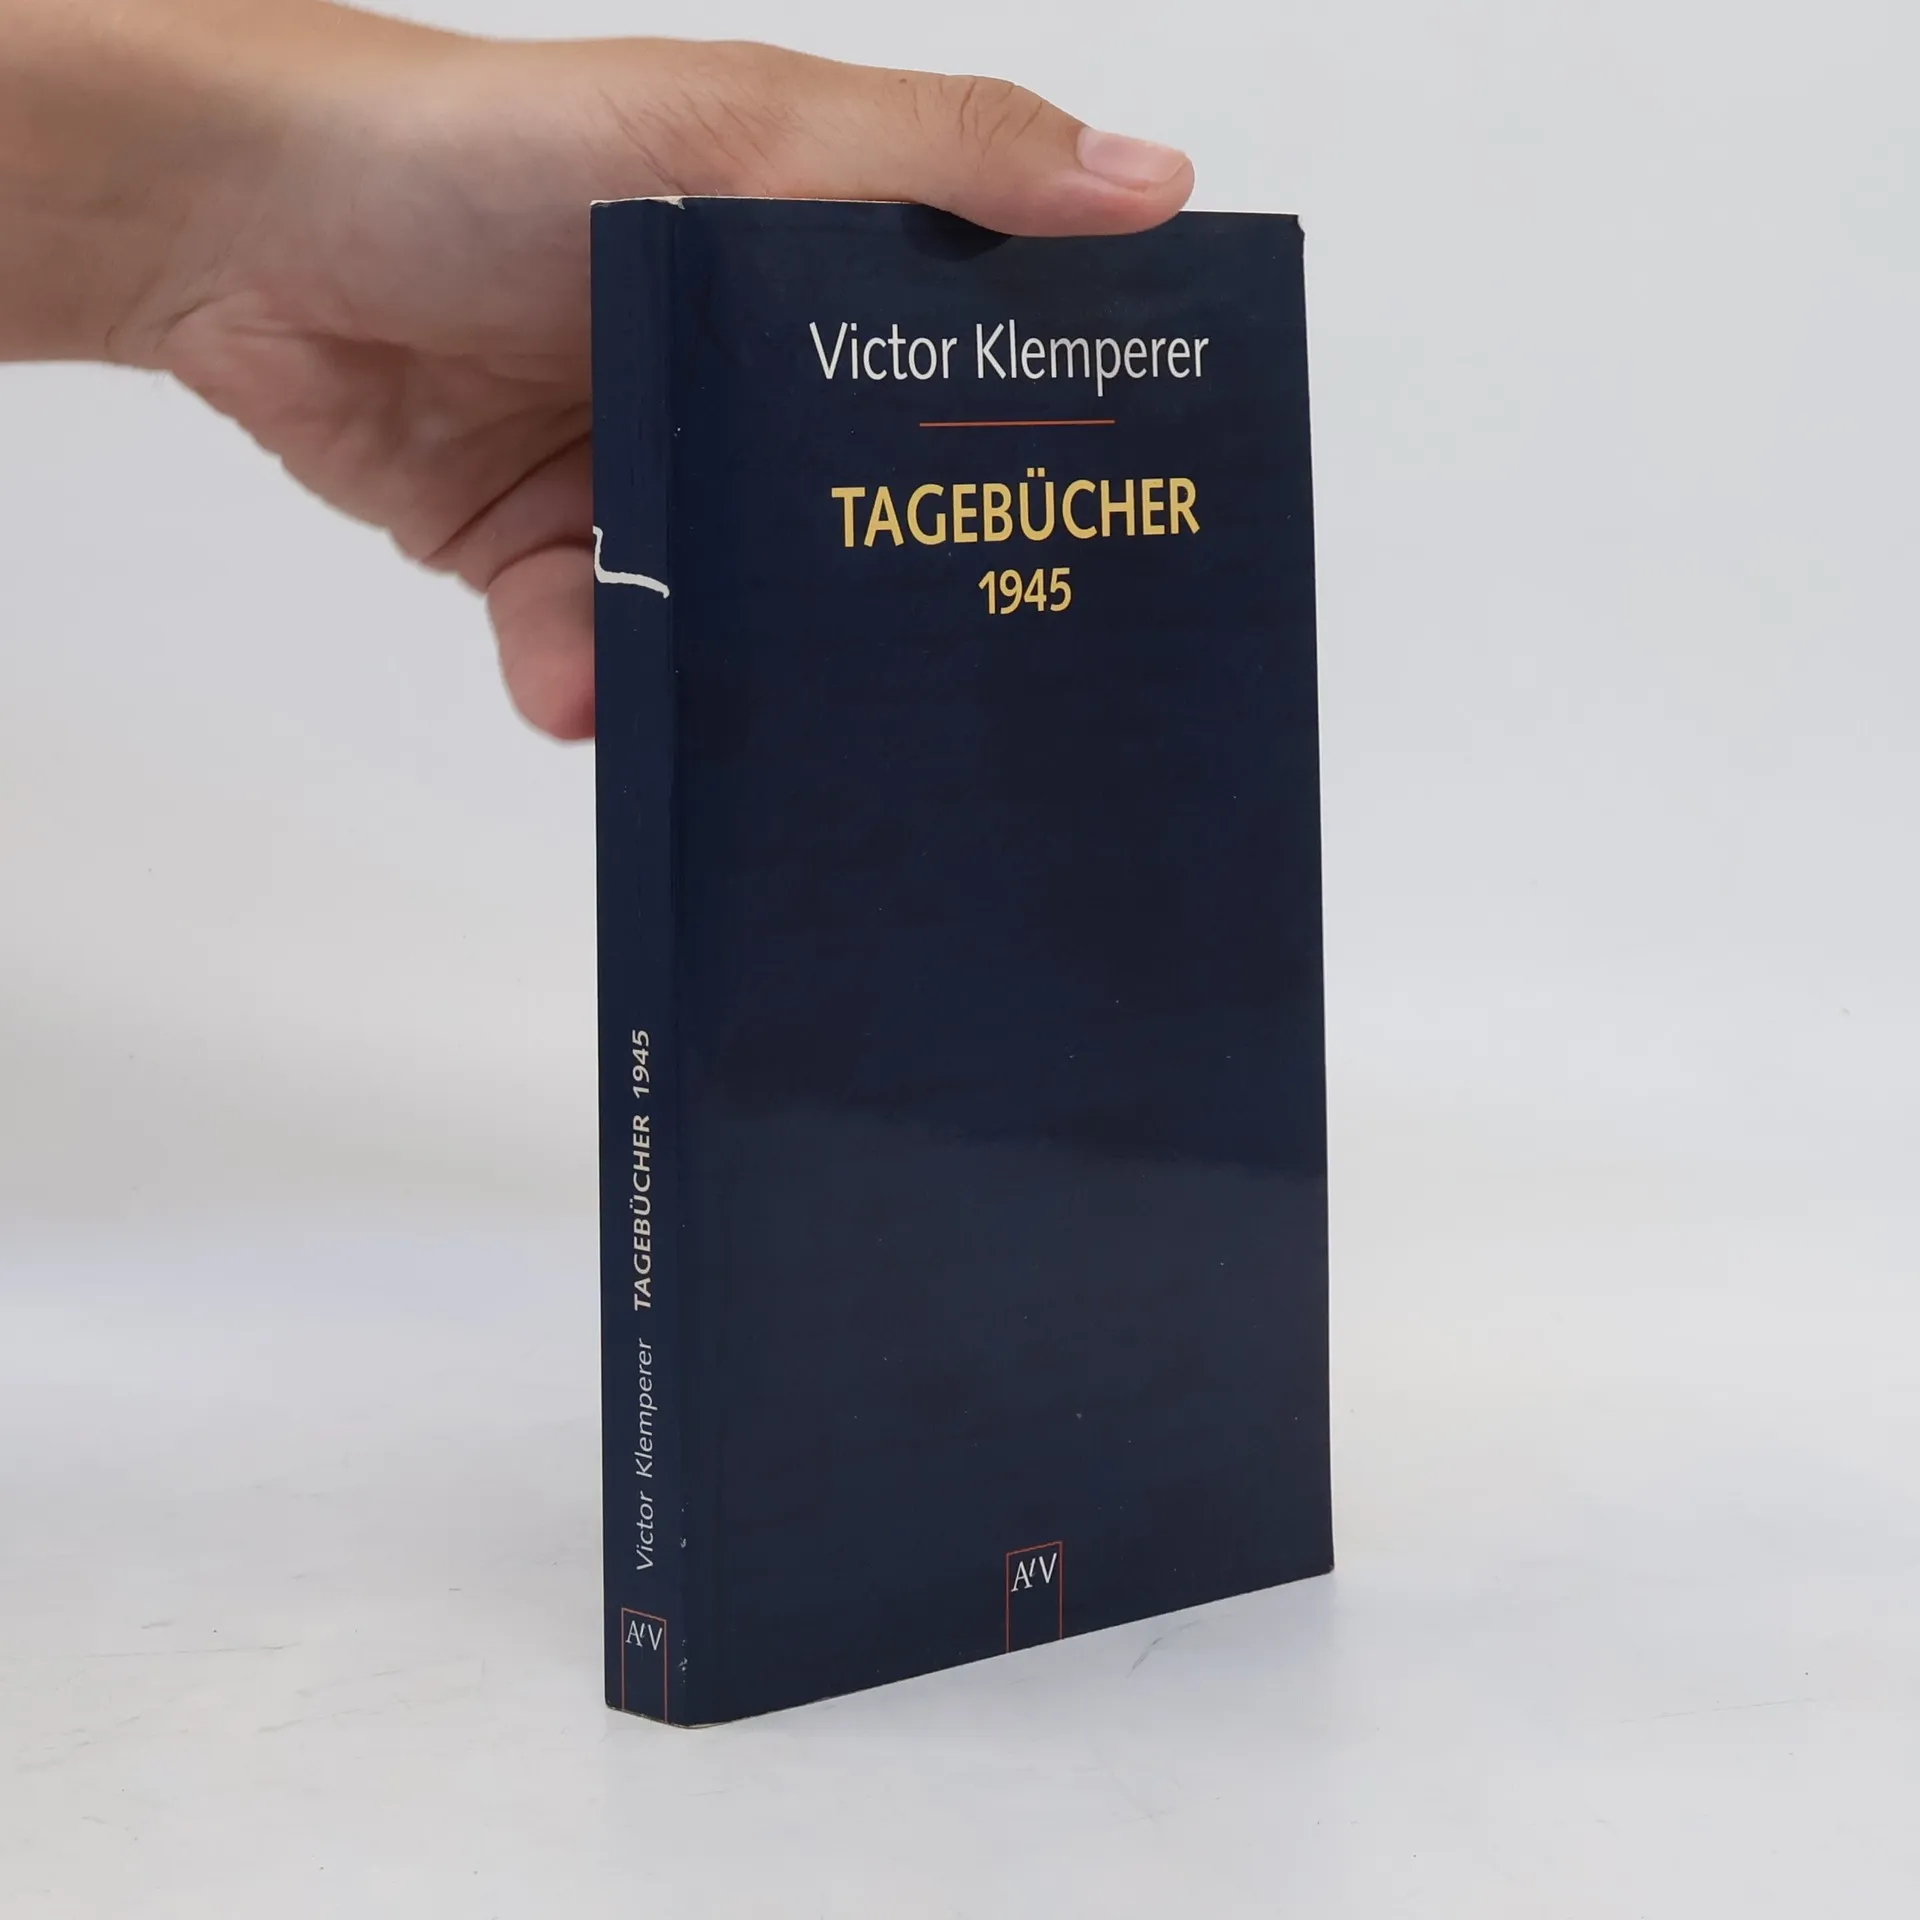 Victor Klemperer
TAGEBÜCHER
1945
AtV
Victor Klemperer TAGEBÜCHER 1945
AtV